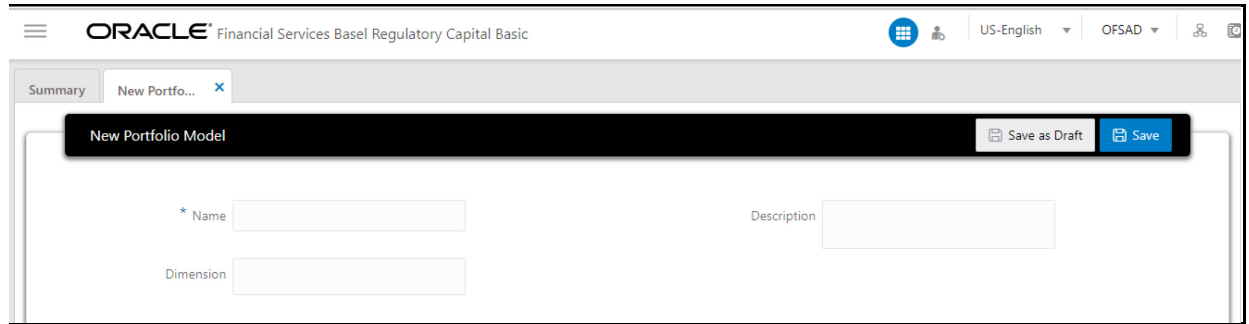 ORACLE® Financial Services Basel Regulatory Capital Basic
US-English
OFSAD
Summary
New Portfo...
New Portfolio Model
Save as Draft
Save
* Name
Description
Dimension